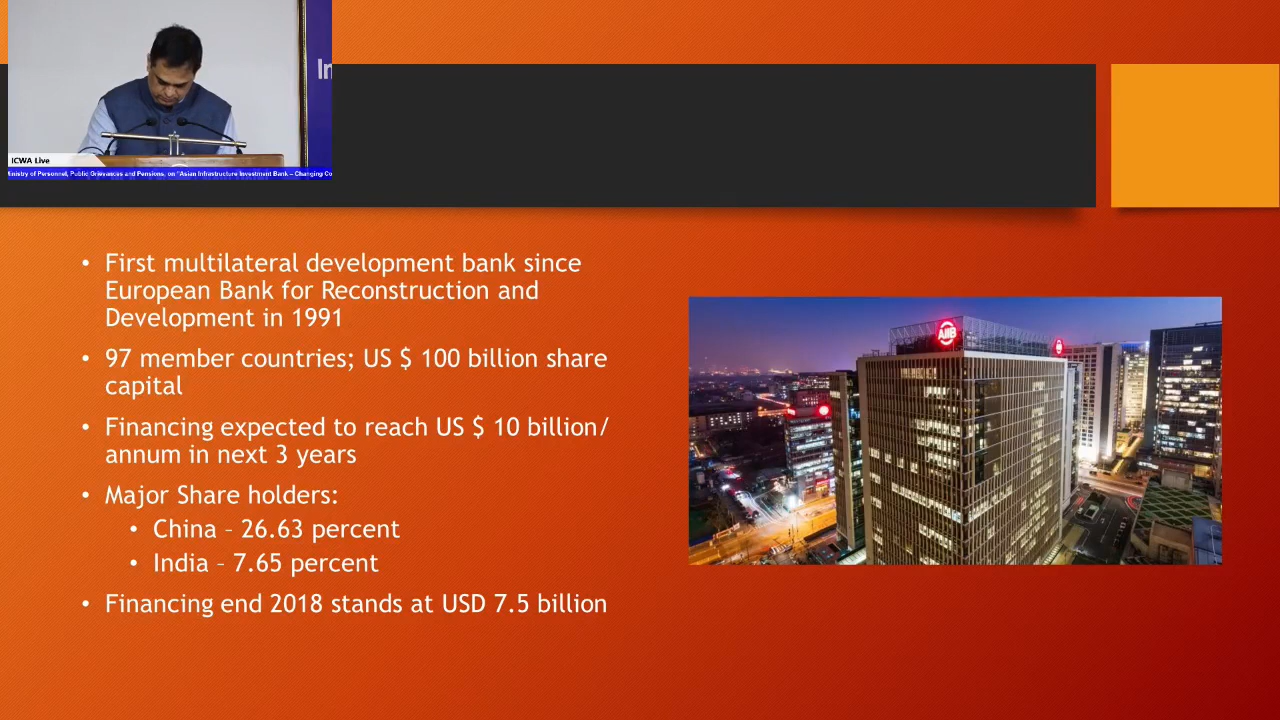 In
ICWA Live
Ministry of Personnel, Public Grievances and Pensions, on "Asian Infrastructure Investment Bank – Changing Co
• First multilateral development bank since
European Bank for Reconstruction and
Development in 1991
• 97 member countries; US $ 100 billion share
capital
• Financing expected to reach US $ 10 billion/
annum in next 3 years
• Major Share holders:
• China – 26.63 percent
• India – 7.65 percent
• Financing end 2018 stands at USD 7.5 billion
AIIB